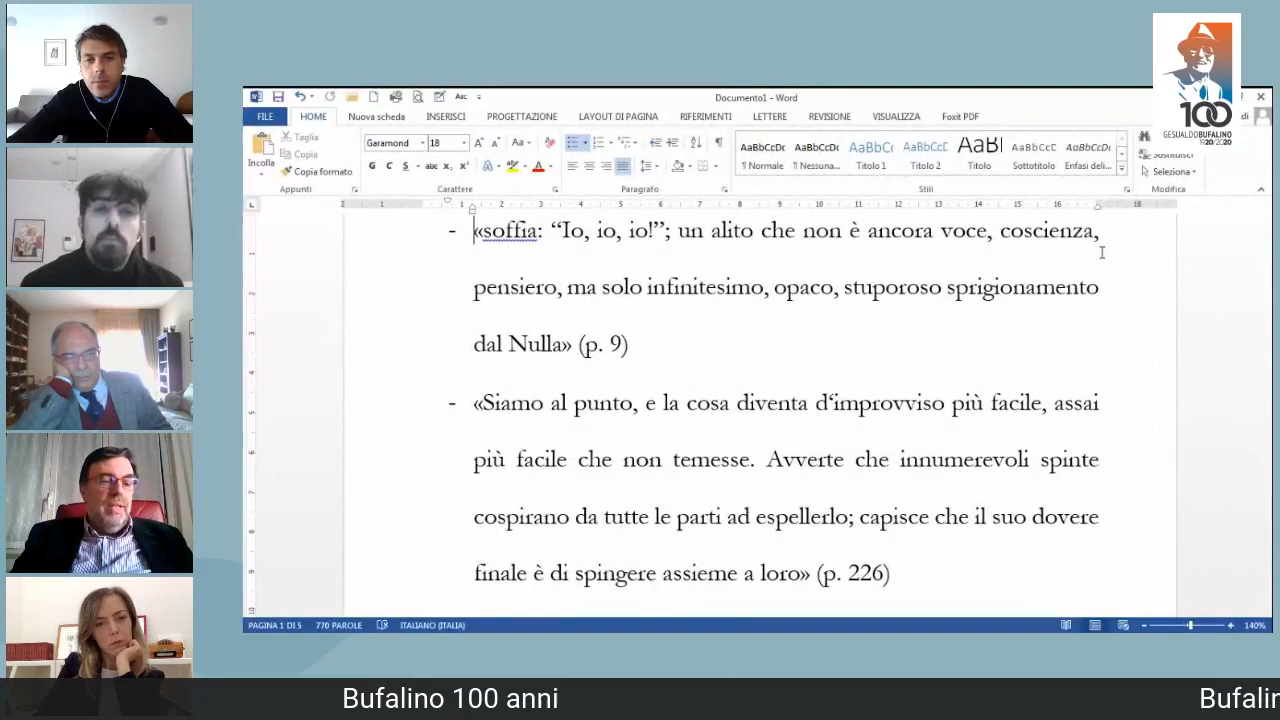 100
GESUALDOBUFALINO
1920/2020
Documento1 - Word
FILE HOME Nuova scheda INSERISCI PROGETTAZIONE LAYOUT DI PAGINA RIFERIMENTI LETTERE REVISIONE VISUALIZZA Foxit PDF
Incolla
Taglia
Copia
Copia formato
Appunti
Garamond 18
Carattere
Paragrafo
AaBbCcDc AaBbCcDc AaBbCc AaBbCcD AaBl AaBbCcD AaBbCcDc
¶ Normale ¶ Nessuna... Titolo 1 Titolo 2 Titolo Sottotitolo Enfasi deli...
Stili
Sostituisci
Seleziona
Modifica
- «soffia: “Io, io, io!”; un alito che non è ancora voce, coscienza,
pensiero, ma solo infinitesimo, opaco, stuporoso sprigionamento
dal Nulla» (p. 9)
- «Siamo al punto, e la cosa diventa d‘improvviso più facile, assai
più facile che non temesse. Avverte che innumerevoli spinte
cospirano da tutte le parti ad espellerlo; capisce che il suo dovere
finale è di spingere assieme a loro» (p. 226)
PAGINA 1 DI 5 770 PAROLE ITALIANO (ITALIA) 140%
Bufalino 100 anni
Bufalin